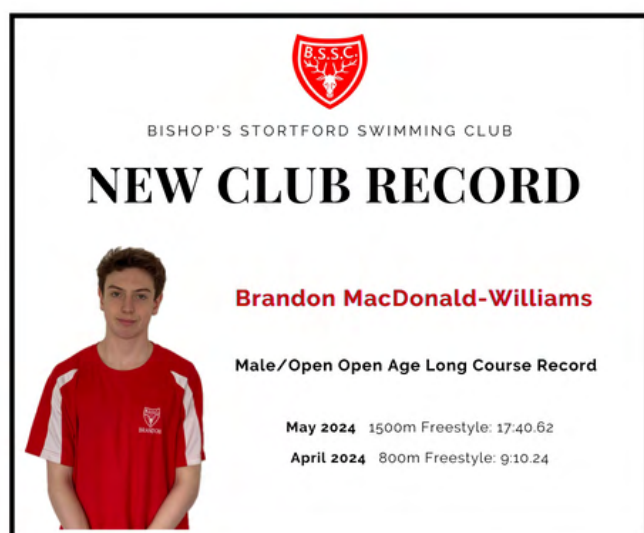 B.S.S.C.
BISHOP'S STORTFORD SWIMMING CLUB
NEW CLUB RECORD
Brandon MacDonald-Williams
Male/Open Open Age Long Course Record
May 2024 1500m Freestyle: 17:40.62
April 2024 800m Freestyle: 9:10.24